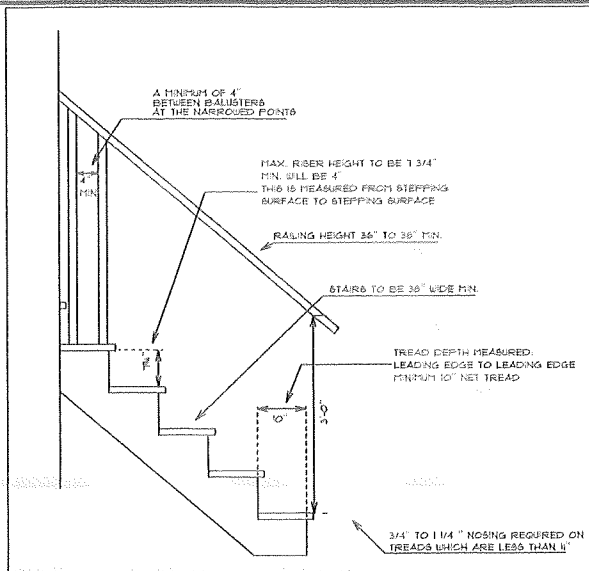 A MINIMUM OF 4"
BETWEEN BALUSTERS
AT THE NARROWED POINTS
4"
MIN.
MAX. RISER HEIGHT TO BE 7 3/4"
MIN. WILL BE 4"
THIS IS MEASURED FROM STEPPING
SURFACE TO STEPPING SURFACE
RAILING HEIGHT 36" TO 38" MIN.
STAIRS TO BE 36" WIDE MIN.
TREAD DEPTH MEASURED:
LEADING EDGE TO LEADING EDGE
MINIMUM 10" NET TREAD
10"
3'-0"
3/4" TO 1 1/4" NOSING REQUIRED ON
TREADS WHICH ARE LESS THAN 11"